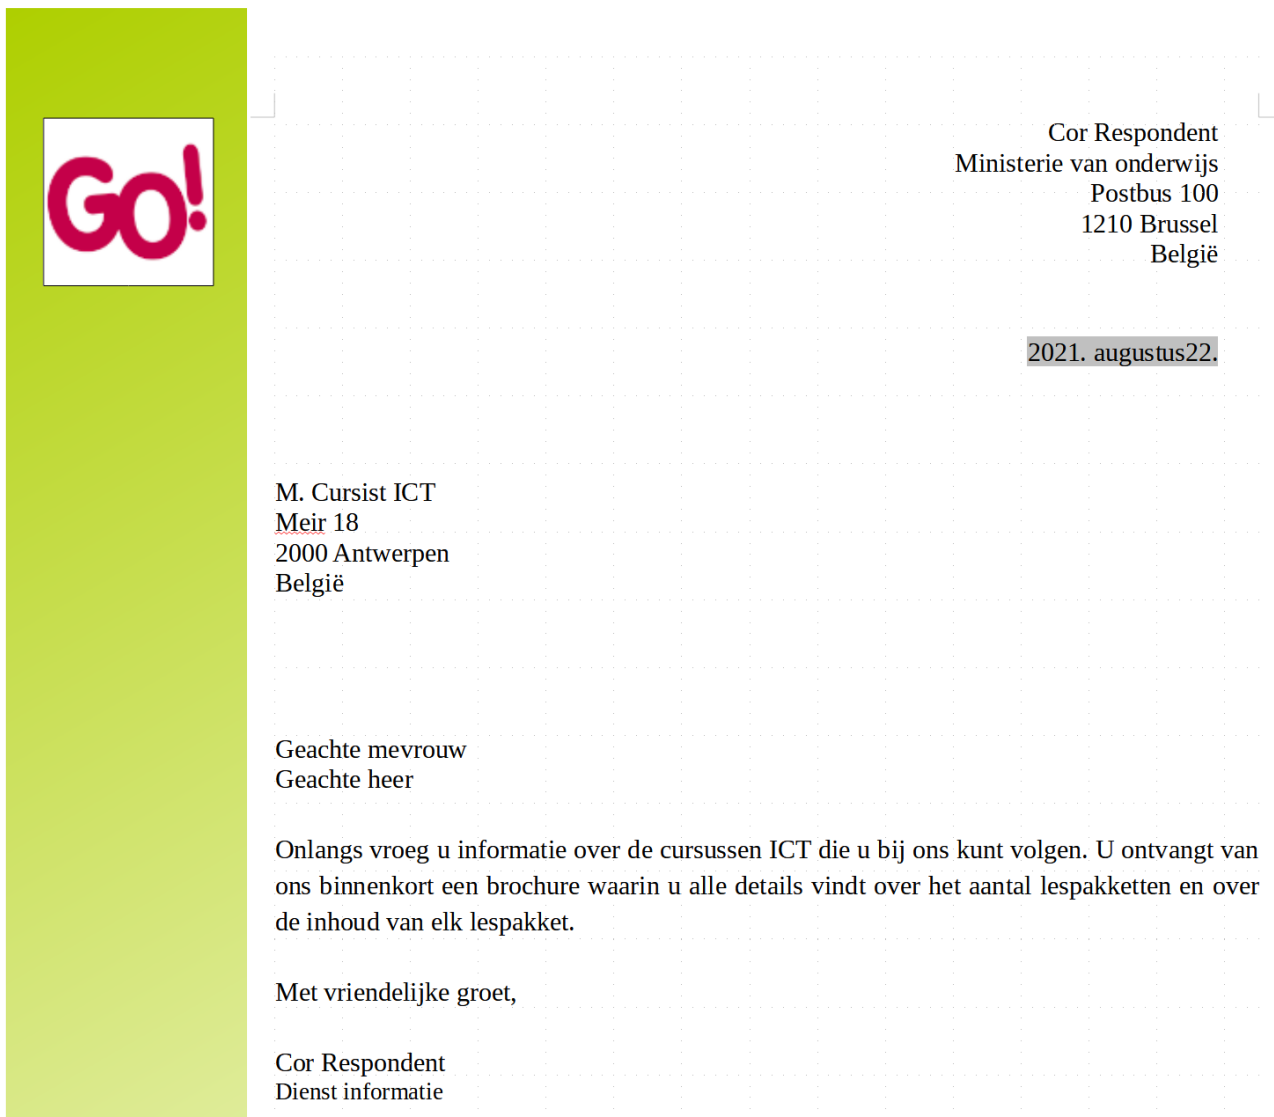 GO!
Cor Respondent
Ministerie van onderwijs
Postbus 100
1210 Brussel
België
2021. augustus22.
M. Cursist ICT
Meir 18
2000 Antwerpen
België
Geachte mevrouw
Geachte heer
Onlangs vroeg u informatie over de cursussen ICT die u bij ons kunt volgen. U ontvangt van
ons binnenkort een brochure waarin u alle details vindt over het aantal lespakketten en over
de inhoud van elk lespakket.
Met vriendelijke groet,
Cor Respondent
Dienst informatie